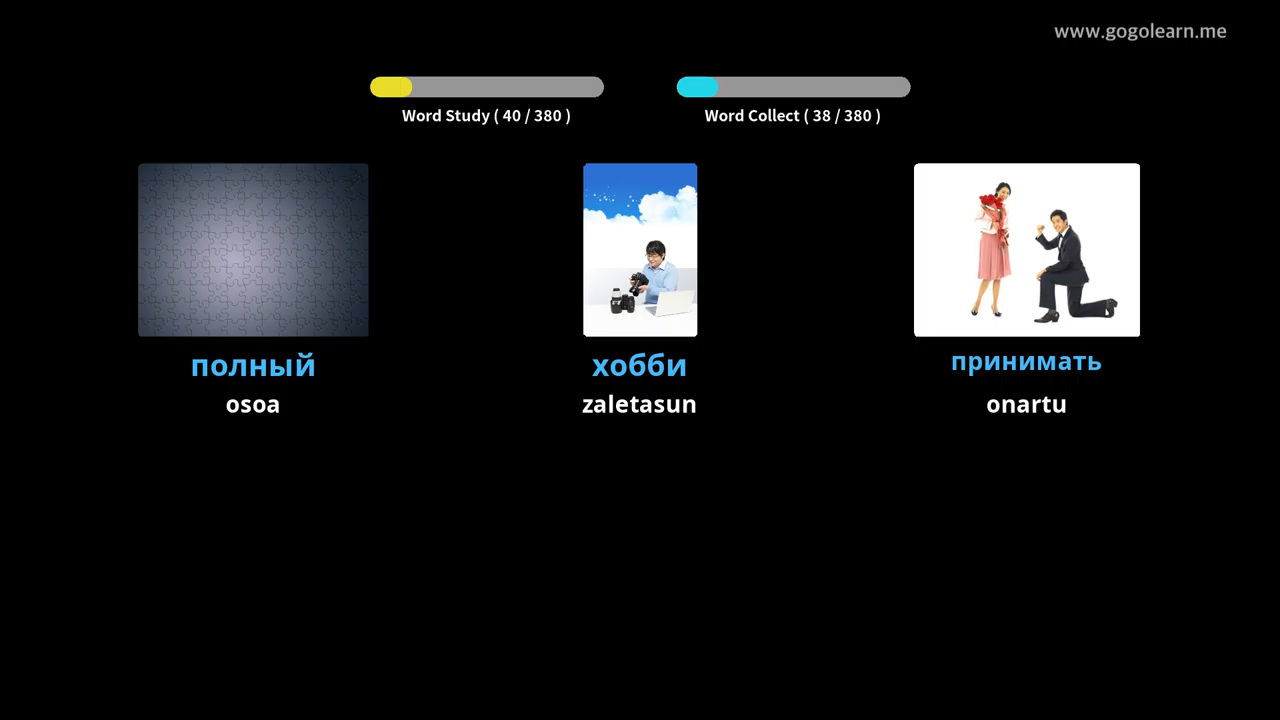 www.gogolearn.me
Word Study ( 40 / 380 )
Word Collect ( 38 / 380 )
полный
osoa
хобби
zaletasun
принимать
onartu